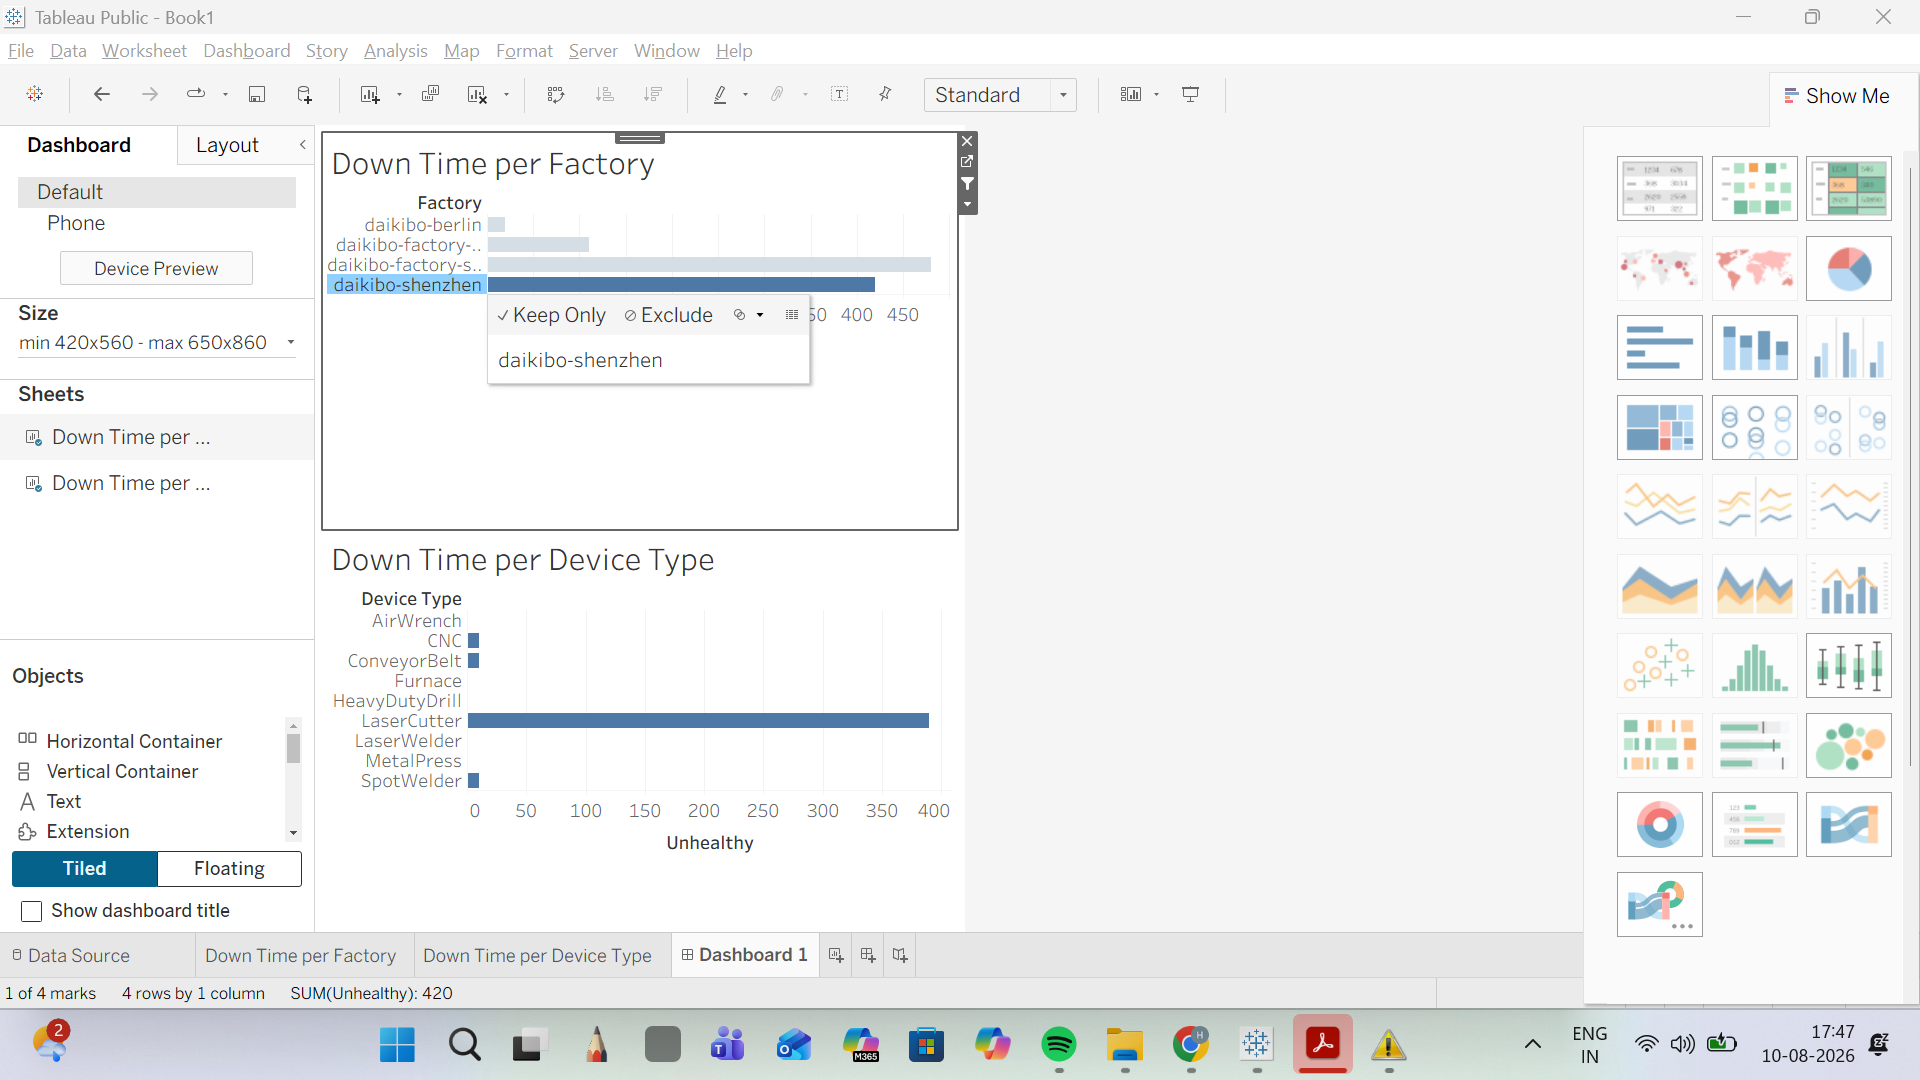 Tableau Public - Book1
File Data Worksheet Dashboard Story Analysis Map Format Server Window Help
Standard
Show Me
Dashboard
Layout
Default
Phone
Device Preview
Size
min 420x560 - max 650x860
Sheets
Down Time per ...
Down Time per ...
Objects
Horizontal Container
Vertical Container
Text
Extension
Tiled
Floating
Show dashboard title
Down Time per Factory
Factory
daikibo-berlin
daikibo-factory-..
daikibo-factory-s..
daikibo-shenzhen
Keep Only
Exclude
50 400 450
daikibo-shenzhen
Down Time per Device Type
Device Type
AirWrench
CNC
ConveyorBelt
Furnace
HeavyDutyDrill
LaserCutter
LaserWelder
MetalPress
SpotWelder
0 50 100 150 200 250 300 350 400
Unhealthy
Data Source
Down Time per Factory
Down Time per Device Type
Dashboard 1
1 of 4 marks 4 rows by 1 column SUM(Unhealthy): 420
2
M365
ENG
IN
17:47
10-08-2026